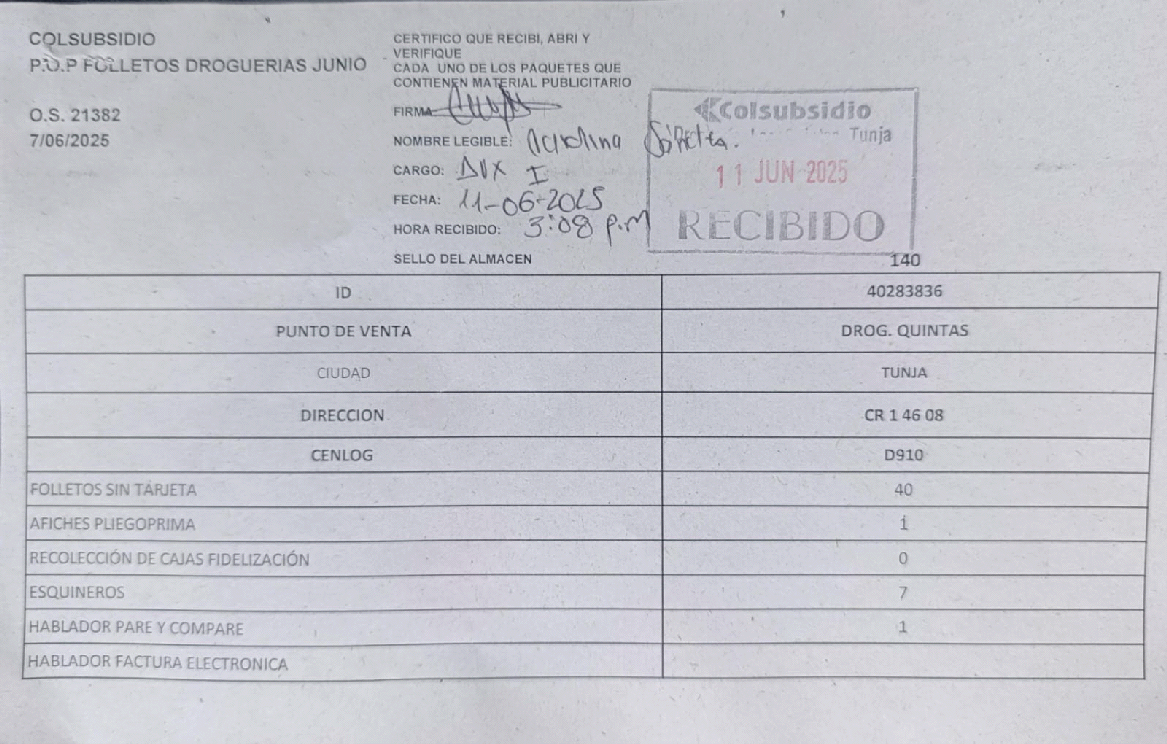 COLSUBSIDIO
P.O.P FOLLETOS DROGUERIAS JUNIO
O.S. 21382
7/06/2025
CERTIFICO QUE RECIBI, ABRI Y
VERIFIQUE
CADA UNO DE LOS PAQUETES QUE
CONTIENEN MATERIAL PUBLICITARIO
FIRMA
NOMBRE LEGIBLE: Carolina
CARGO: AUX I
FECHA: 11-06-2025
HORA RECIBIDO: 3:08 p.m
SELLO DEL ALMACEN
Colsubsidio
Tunja
11 JUN 2025
RECIBIDO
140
ID 40283836
PUNTO DE VENTA DROG. QUINTAS
CIUDAD TUNJA
DIRECCION CR 1 46 08
CENLOG D910
FOLLETOS SIN TARJETA 40
AFICHES PLIEGOPRIMA 1
RECOLECCIÓN DE CAJAS FIDELIZACIÓN 0
ESQUINEROS 7
HABLADOR PARE Y COMPARE 1
HABLADOR FACTURA ELECTRONICA